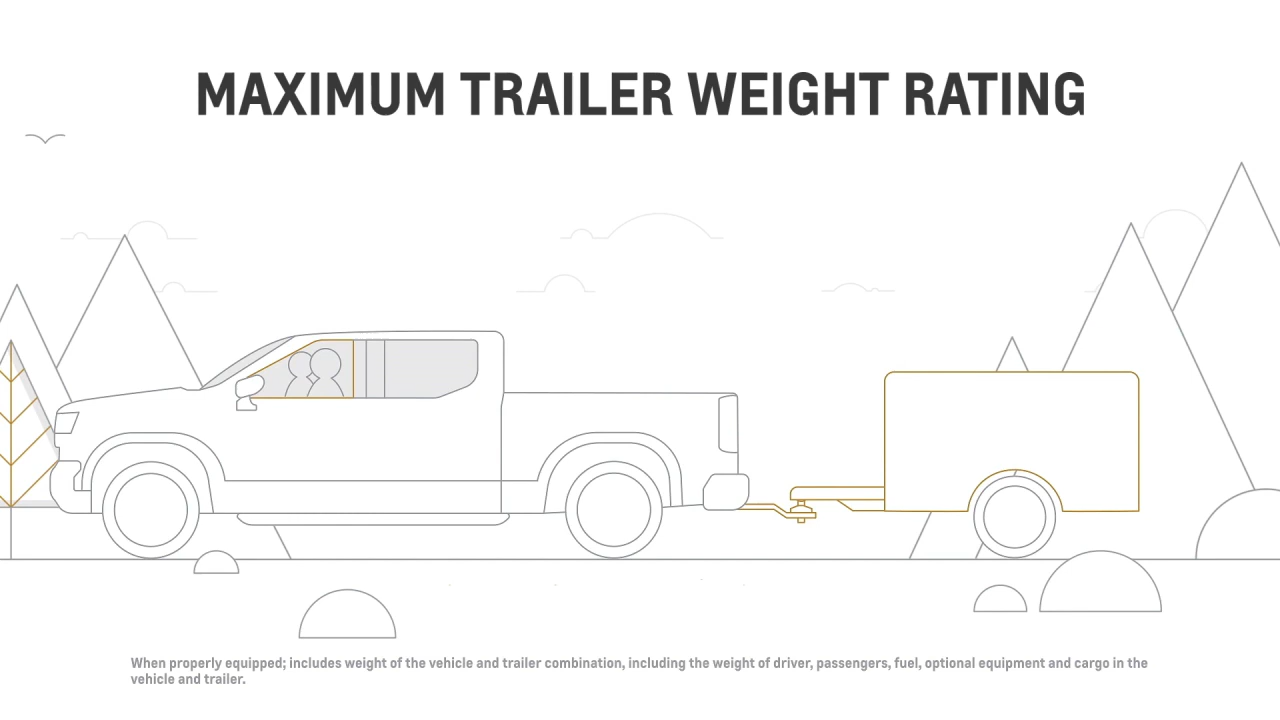 MAXIMUM TRAILER WEIGHT RATING
When properly equipped; includes weight of the vehicle and trailer combination, including the weight of driver, passengers, fuel, optional equipment and cargo in the
vehicle and trailer.